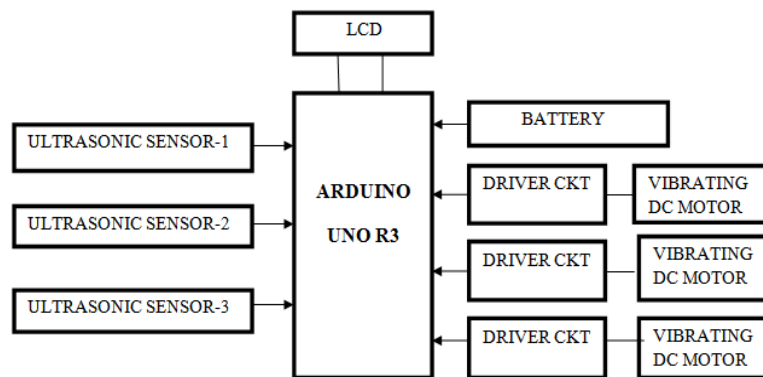 LCD
ULTRASONIC SENSOR-1
ULTRASONIC SENSOR-2
ULTRASONIC SENSOR-3
ARDUINO
UNO R3
BATTERY
DRIVER CKT
VIBRATING
DC MOTOR
DRIVER CKT
VIBRATING
DC MOTOR
DRIVER CKT
VIBRATING
DC MOTOR